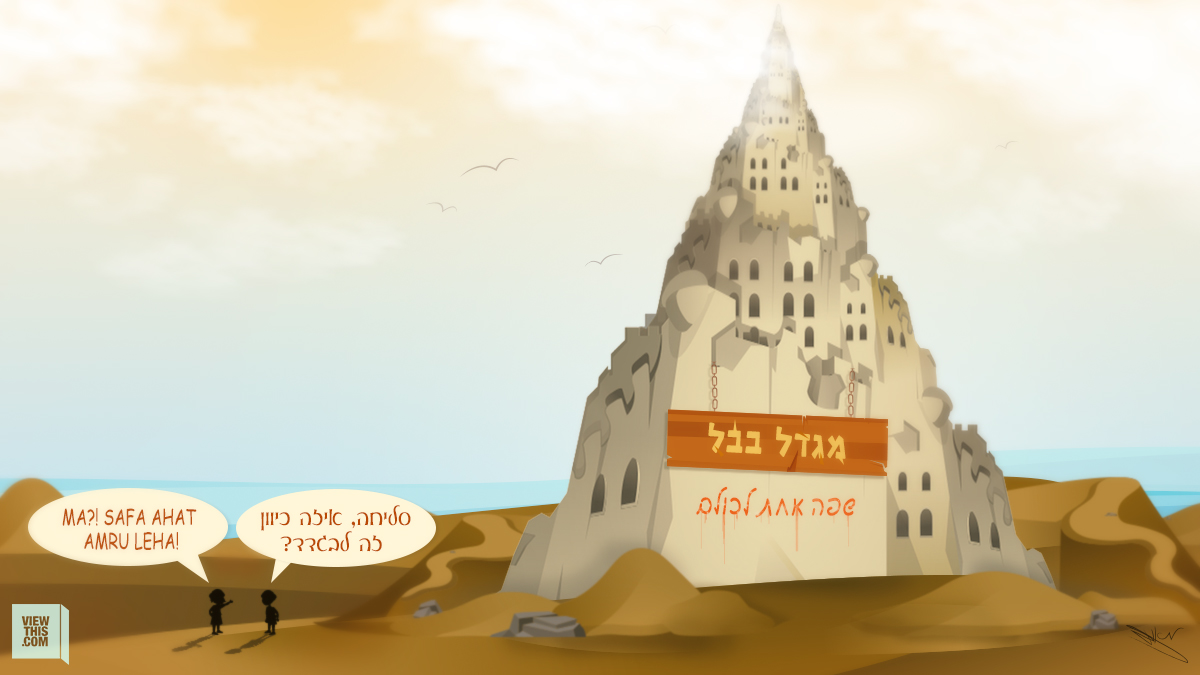 מגדל בבל
שפה אחת לכולם
סליחה, איזה כיוון
זה לבגדד?
MA?! SAFA AHAT
AMRU LEHA!
VIEW
THIS
.COM